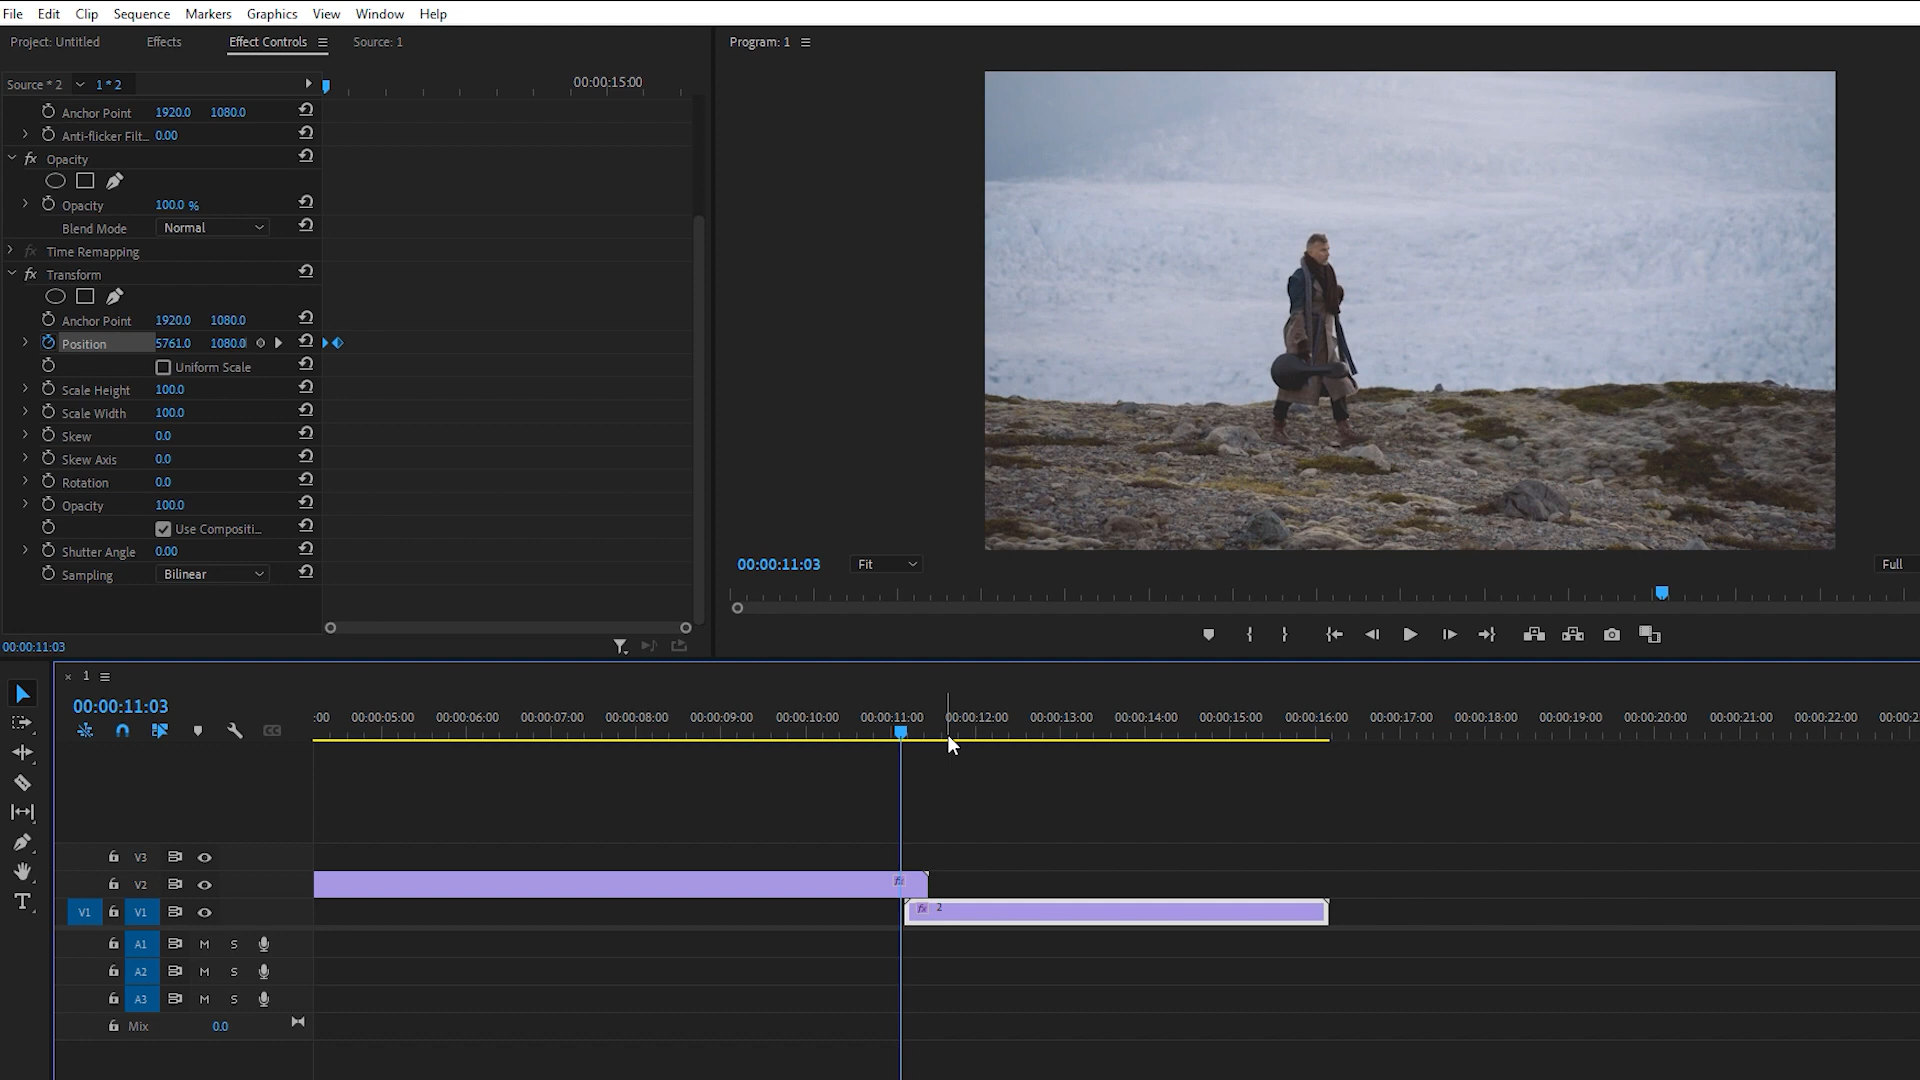 File Edit Clip Sequence Markers Graphics View Window Help
Project: Untitled Effects Effect Controls Source: 1
Program: 1
Source * 2 1 * 2 00:00:15:00
Anchor Point 1920.0 1080.0
Anti-flicker Filt... 0.00
fx Opacity
Opacity 100.0 %
Blend Mode Normal
fx Time Remapping
fx Transform
Anchor Point 1920.0 1080.0
Position 5761.0 1080.0
Uniform Scale
Scale Height 100.0
Scale Width 100.0
Skew 0.0
Skew Axis 0.0
Rotation 0.0
Opacity 100.0
Use Compositi...
Shutter Angle 0.00
Sampling Bilinear
00:00:11:03
00:00:11:03 Fit Full
1
00:00:11:03
:00 00:00:05:00 00:00:06:00 00:00:07:00 00:00:08:00 00:00:09:00 00:00:10:00 00:00:11:00 00:00:12:00 00:00:13:00 00:00:14:00 00:00:15:00 00:00:16:00 00:00:17:00 00:00:18:00 00:00:19:00 00:00:20:00 00:00:21:00 00:00:22:00 00:00:2
CC
V3
V2 fx
V1 V1 fx 2
A1 M S
A2 M S
A3 M S
Mix 0.0